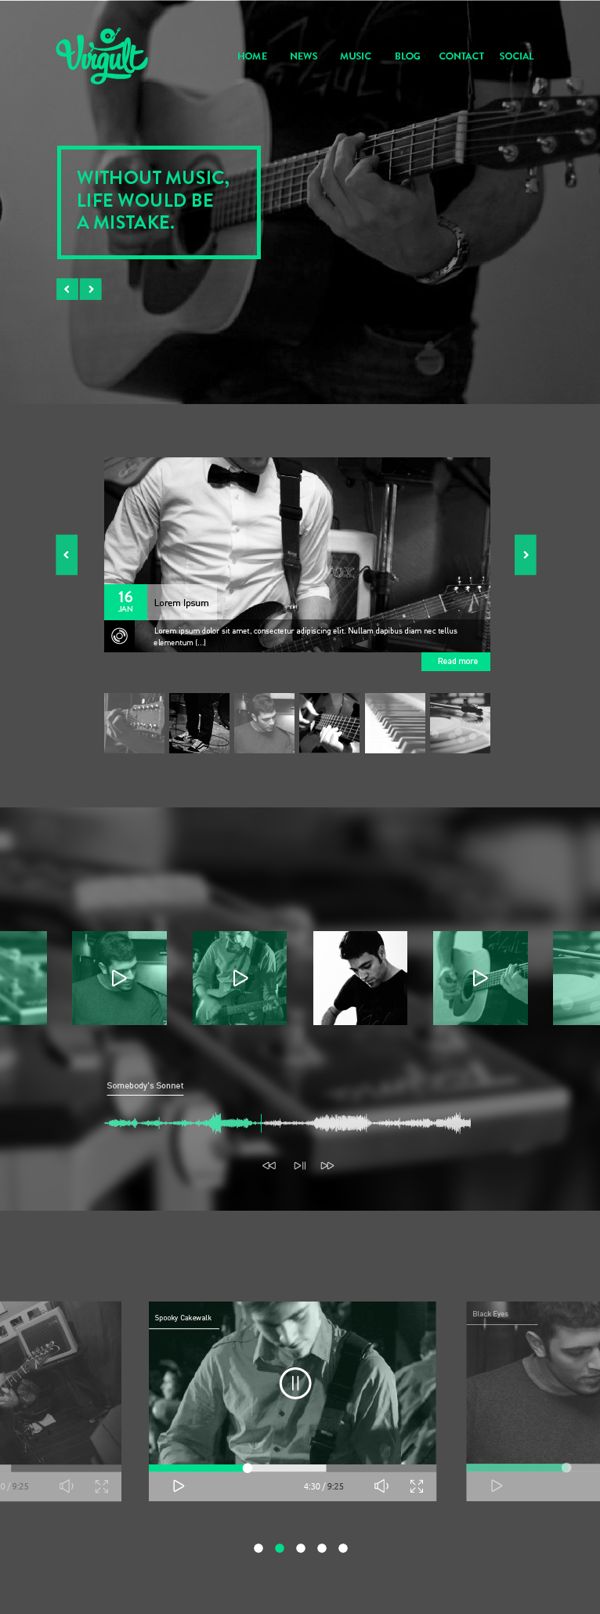 Virgult
HOME NEWS MUSIC BLOG CONTACT SOCIAL
WITHOUT MUSIC,
LIFE WOULD BE
A MISTAKE.
16
JAN
Lorem Ipsum
Lorem ipsum dolor sit amet, consectetur adipiscing elit. Nullam dapibus diam nec tellus
elementum [...]
Read more
Somebody's Sonnet
Spooky Cakewalk
Black Eyes
0 / 9:25
4:30 / 9:25